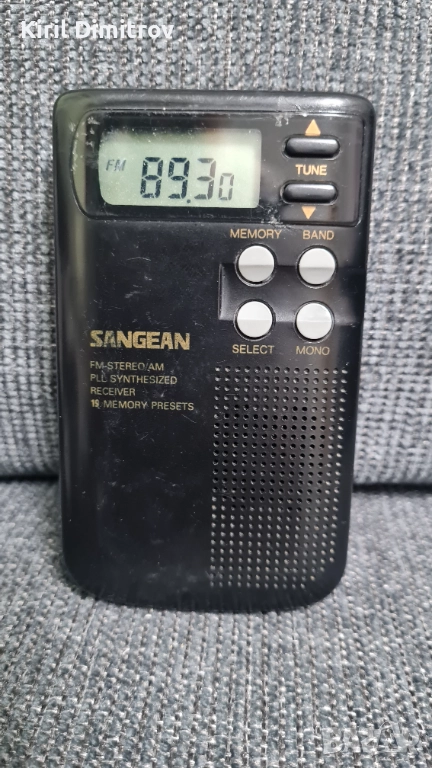 Kiril Dimitrov
FM 89.30
TUNE
MEMORY BAND
SELECT MONO
SANGEAN
FM-STEREO/AM
PLL SYNTHESIZED
RECEIVER
19 MEMORY PRESETS